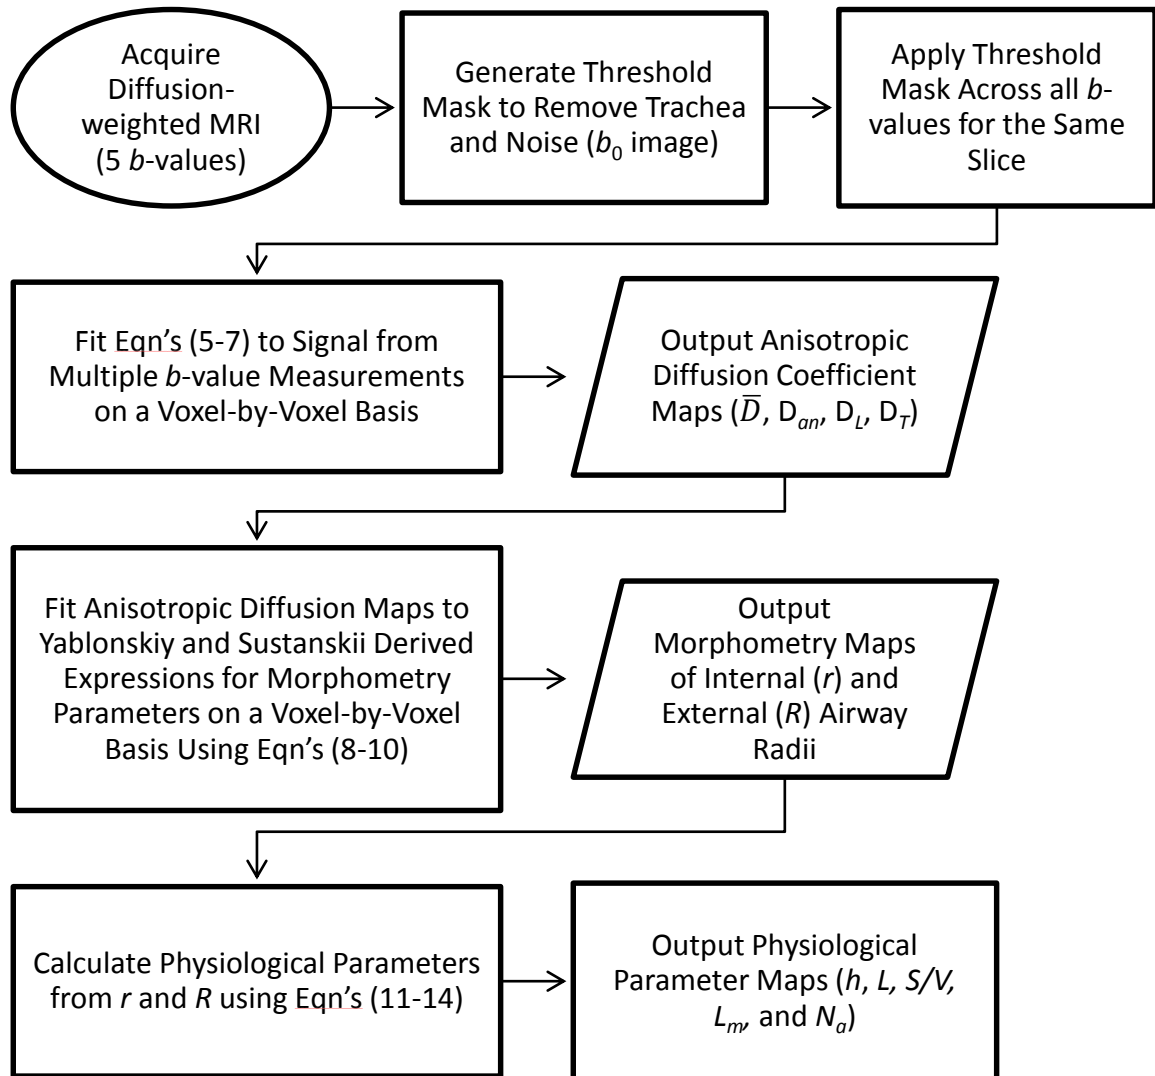 Acquire
Diffusion-
weighted MRI
(5 b-values)
Generate Threshold
Mask to Remove Trachea
and Noise (b₀ image)
Apply Threshold
Mask Across all b-
values for the Same
Slice
Fit Eqn's (5-7) to Signal from
Multiple b-value Measurements
on a Voxel-by-Voxel Basis
Output Anisotropic
Diffusion Coefficient
Maps (D̅, Dan, DL, DT)
Fit Anisotropic Diffusion Maps to
Yablonskiy and Sustanskii Derived
Expressions for Morphometry
Parameters on a Voxel-by-Voxel
Basis Using Eqn's (8-10)
Output
Morphometry Maps
of Internal (r) and
External (R) Airway
Radii
Calculate Physiological Parameters
from r and R using Eqn's (11-14)
Output Physiological
Parameter Maps (h, L, S/V,
Lm, and Na)